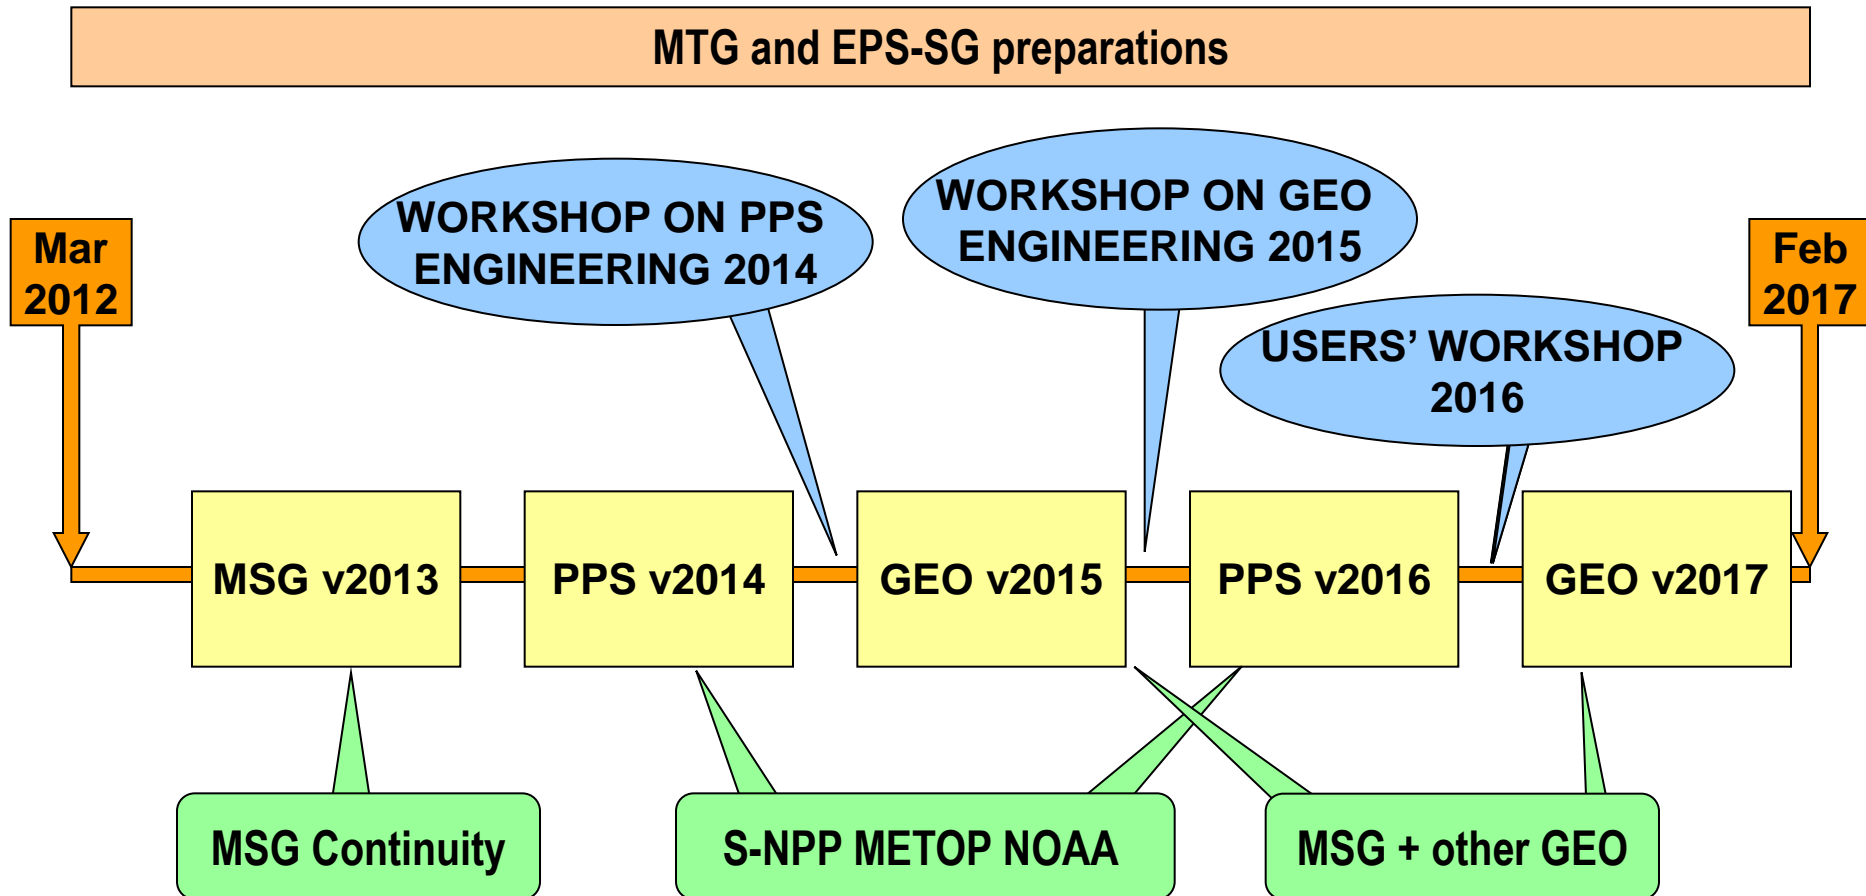 MTG and EPS-SG preparations
WORKSHOP ON PPS
ENGINEERING 2014
WORKSHOP ON GEO
ENGINEERING 2015
Mar
2012
Feb
2017
USERS’ WORKSHOP
2016
MSG v2013
PPS v2014
GEO v2015
PPS v2016
GEO v2017
MSG Continuity
S-NPP METOP NOAA
MSG + other GEO